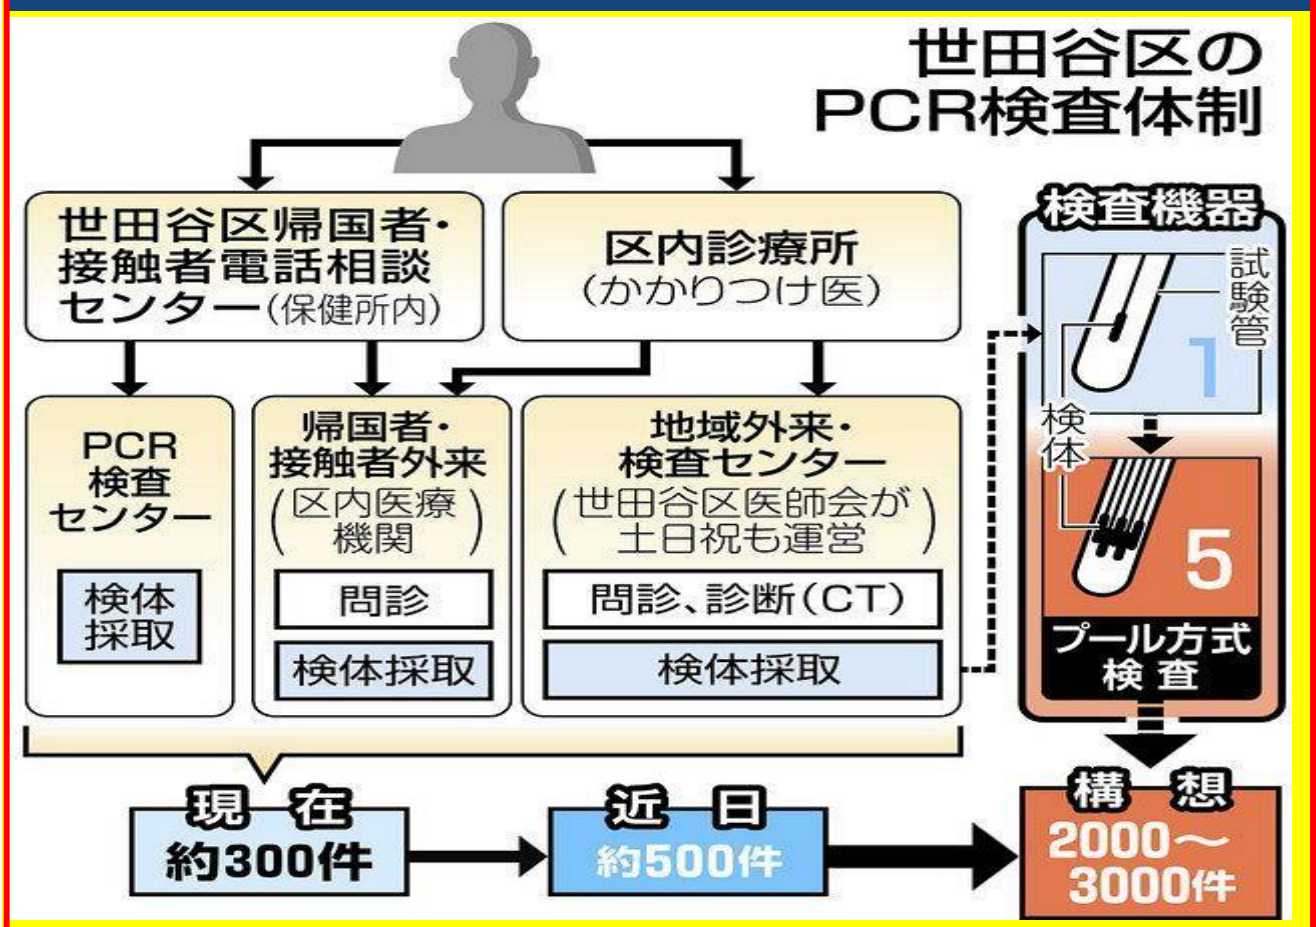 世田谷区の
PCR検査体制
世田谷区帰国者・
接触者電話相談
センター(保健所内)
区内診療所
(かかりつけ医)
PCR
検査
センター
検体
採取
帰国者・
接触者外来
(区内医療
機関)
問診
検体採取
地域外来・
検査センター
(世田谷区医師会が
土日祝も運営)
問診、診断(CT)
検体採取
検査機器
試験管
1
検体
5
プール方式
検査
現在
約300件
近日
約500件
構想
2000〜
3000件